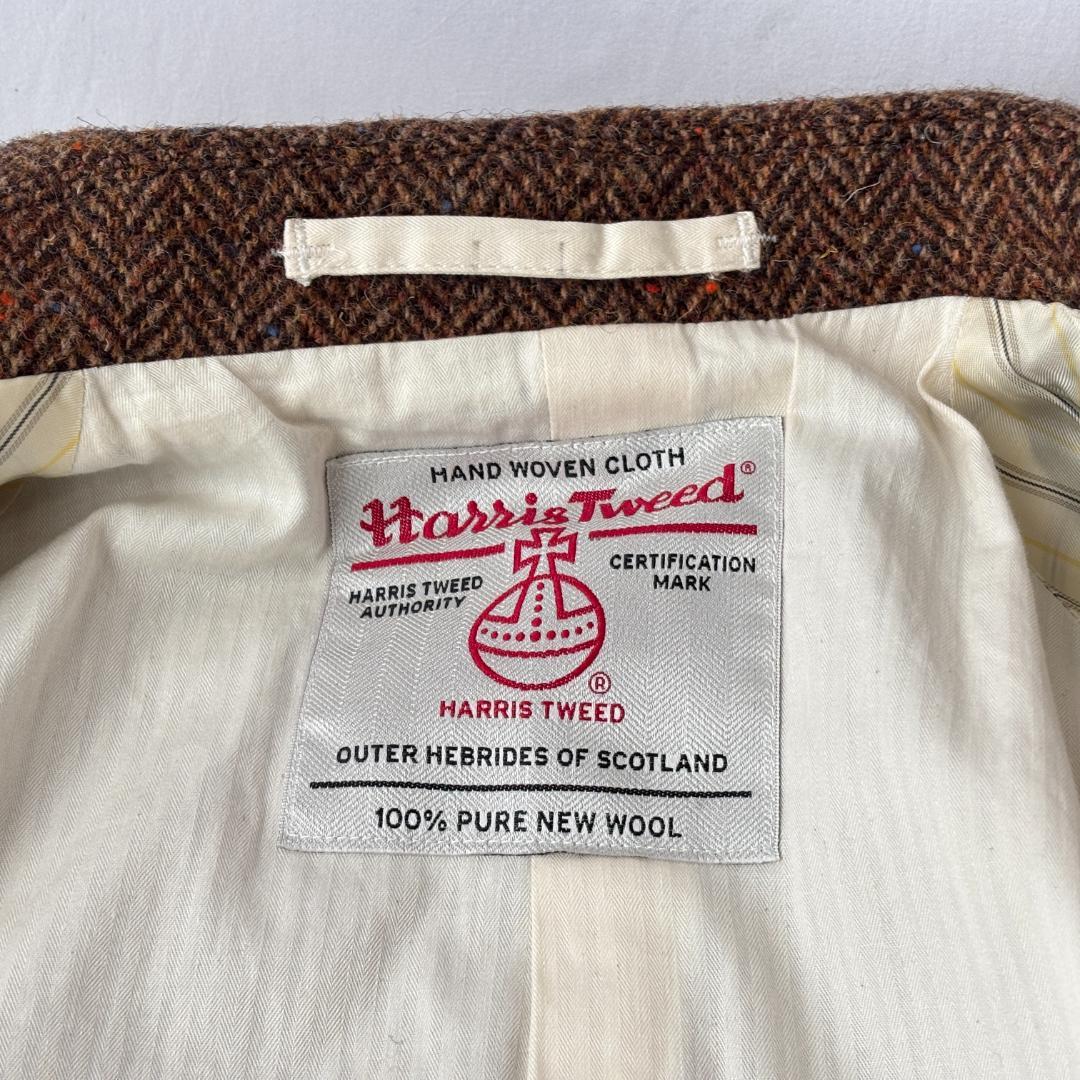 HAND WOVEN CLOTH
Harris Tweed®
HARRIS TWEED
AUTHORITY
CERTIFICATION
MARK
®
HARRIS TWEED
OUTER HEBRIDES OF SCOTLAND
100% PURE NEW WOOL